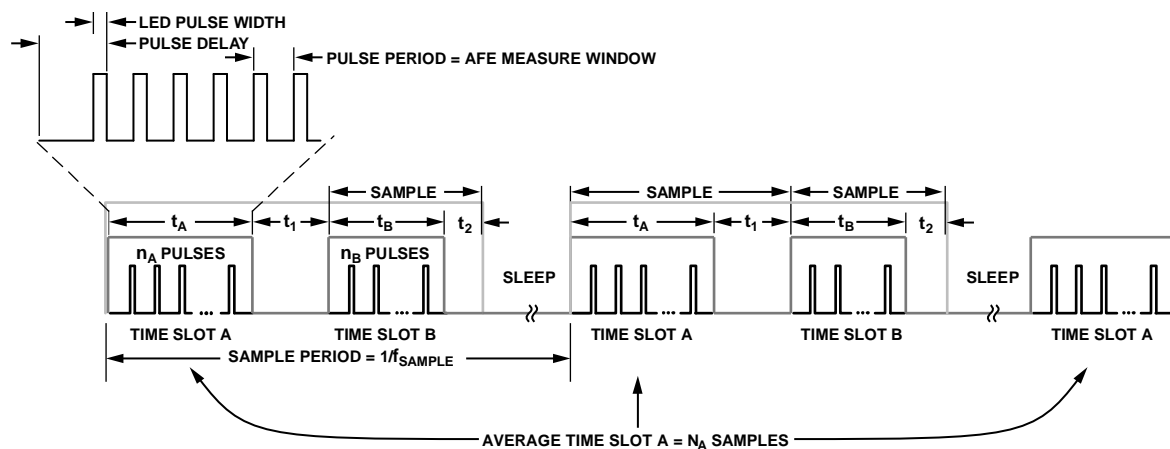 LED PULSE WIDTH
PULSE DELAY
PULSE PERIOD = AFE MEASURE WINDOW
SAMPLE
SAMPLE
SAMPLE
tA
t1
tB
t2
tA
t1
tB
t2
nA PULSES
nB PULSES
SLEEP
SLEEP
...
...
...
...
...
TIME SLOT A
TIME SLOT B
TIME SLOT A
TIME SLOT B
TIME SLOT A
SAMPLE PERIOD = 1/fSAMPLE
AVERAGE TIME SLOT A = NA SAMPLES